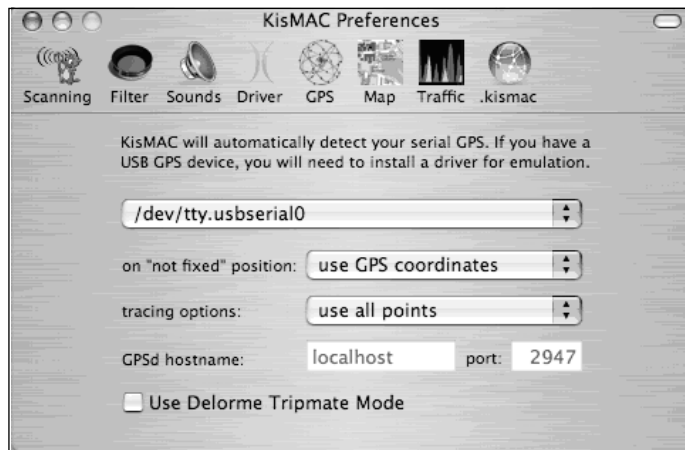 KisMAC Preferences
Scanning Filter Sounds Driver GPS Map Traffic .kismac
KisMAC will automatically detect your serial GPS. If you have a
USB GPS device, you will need to install a driver for emulation.
/dev/tty.usbserial0
on "not fixed" position: use GPS coordinates
tracing options: use all points
GPSd hostname: localhost port: 2947
Use Delorme Tripmate Mode